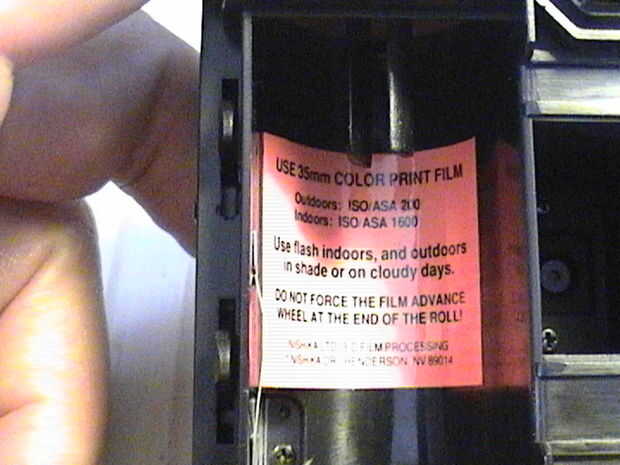 USE 35mm COLOR PRINT FILM
Outdoors: ISO/ASA 200
Indoors: ISO/ASA 1600
Use flash indoors, and outdoors
in shade or on cloudy days.
DO NOT FORCE THE FILM ADVANCE
WHEEL AT THE END OF THE ROLL!
FILM PROCESSING
HENDERSON NV 89014